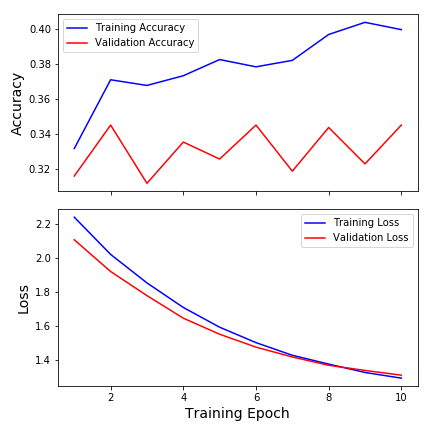 Training Accuracy
Validation Accuracy
Accuracy
0.40
0.38
0.36
0.34
0.32
Training Loss
Validation Loss
Loss
2.2
2.0
1.8
1.6
1.4
2 4 6 8 10
Training Epoch